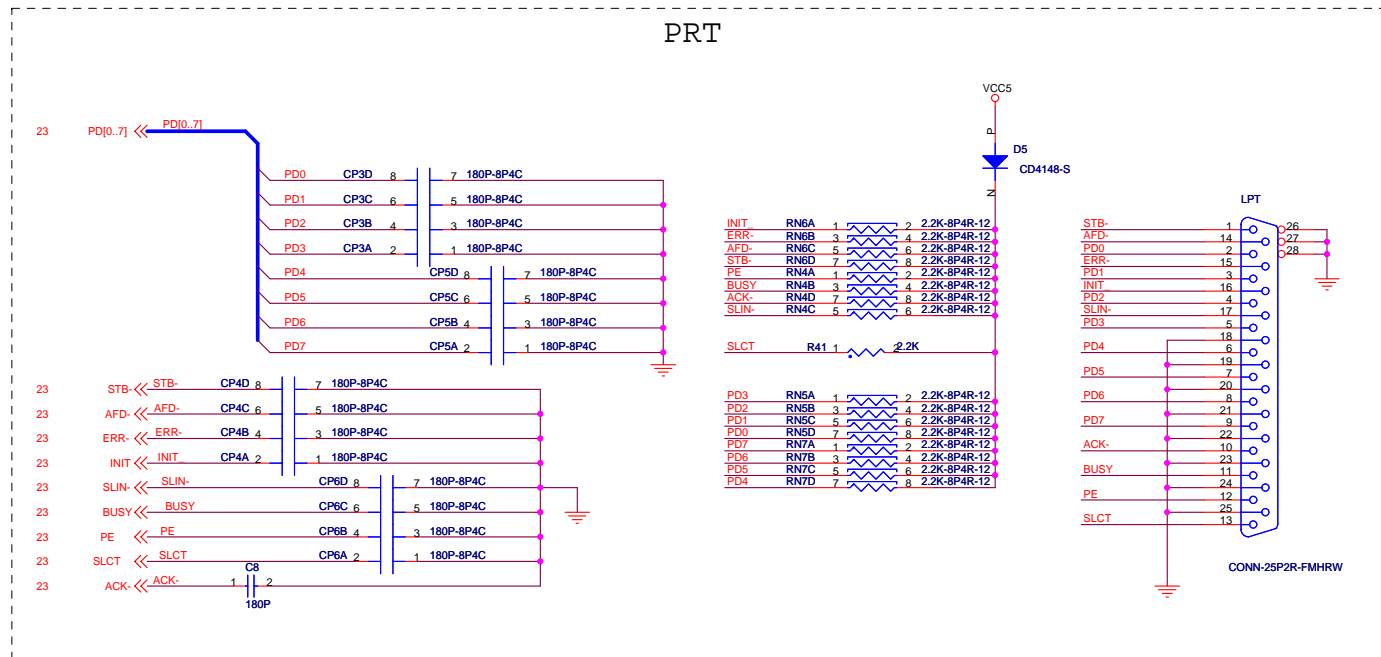 PRT
23 PD[0..7] PD[0..7]
PD0 CP3D 8 7 180P-8P4C
PD1 CP3C 6 5 180P-8P4C
PD2 CP3B 4 3 180P-8P4C
PD3 CP3A 2 1 180P-8P4C
PD4 CP5D 8 7 180P-8P4C
PD5 CP5C 6 5 180P-8P4C
PD6 CP5B 4 3 180P-8P4C
PD7 CP5A 2 1 180P-8P4C
23 STB- STB- CP4D 8 7 180P-8P4C
23 AFD- AFD- CP4C 6 5 180P-8P4C
23 ERR- ERR- CP4B 4 3 180P-8P4C
23 INIT INIT_ CP4A 2 1 180P-8P4C
23 SLIN- SLIN- CP6D 8 7 180P-8P4C
23 BUSY BUSY CP6C 6 5 180P-8P4C
23 PE PE CP6B 4 3 180P-8P4C
23 SLCT SLCT CP6A 2 1 180P-8P4C
C8
23 ACK- ACK- 1 2
180P
VCC5
P
D5
CD4148-S
N
INIT_ RN6A 1 2 2.2K-8P4R-12
ERR- RN6B 3 4 2.2K-8P4R-12
AFD- RN6C 5 6 2.2K-8P4R-12
STB- RN6D 7 8 2.2K-8P4R-12
PE RN4A 1 2 2.2K-8P4R-12
BUSY RN4B 3 4 2.2K-8P4R-12
ACK- RN4D 7 8 2.2K-8P4R-12
SLIN- RN4C 5 6 2.2K-8P4R-12
SLCT R41 1 2 2.2K
PD3 RN5A 1 2 2.2K-8P4R-12
PD2 RN5B 3 4 2.2K-8P4R-12
PD1 RN5C 5 6 2.2K-8P4R-12
PD0 RN5D 7 8 2.2K-8P4R-12
PD7 RN7A 1 2 2.2K-8P4R-12
PD6 RN7B 3 4 2.2K-8P4R-12
PD5 RN7C 5 6 2.2K-8P4R-12
PD4 RN7D 7 8 2.2K-8P4R-12
LPT
STB- 1 26
AFD- 14 27
PD0 2 28
ERR- 15
PD1 3
INIT_ 16
PD2 4
SLIN- 17
PD3 5
18
PD4 6
19
PD5 7
20
PD6 8
21
PD7 9
22
ACK- 10
23
BUSY 11
24
PE 12
25
SLCT 13
CONN-25P2R-FMHRW